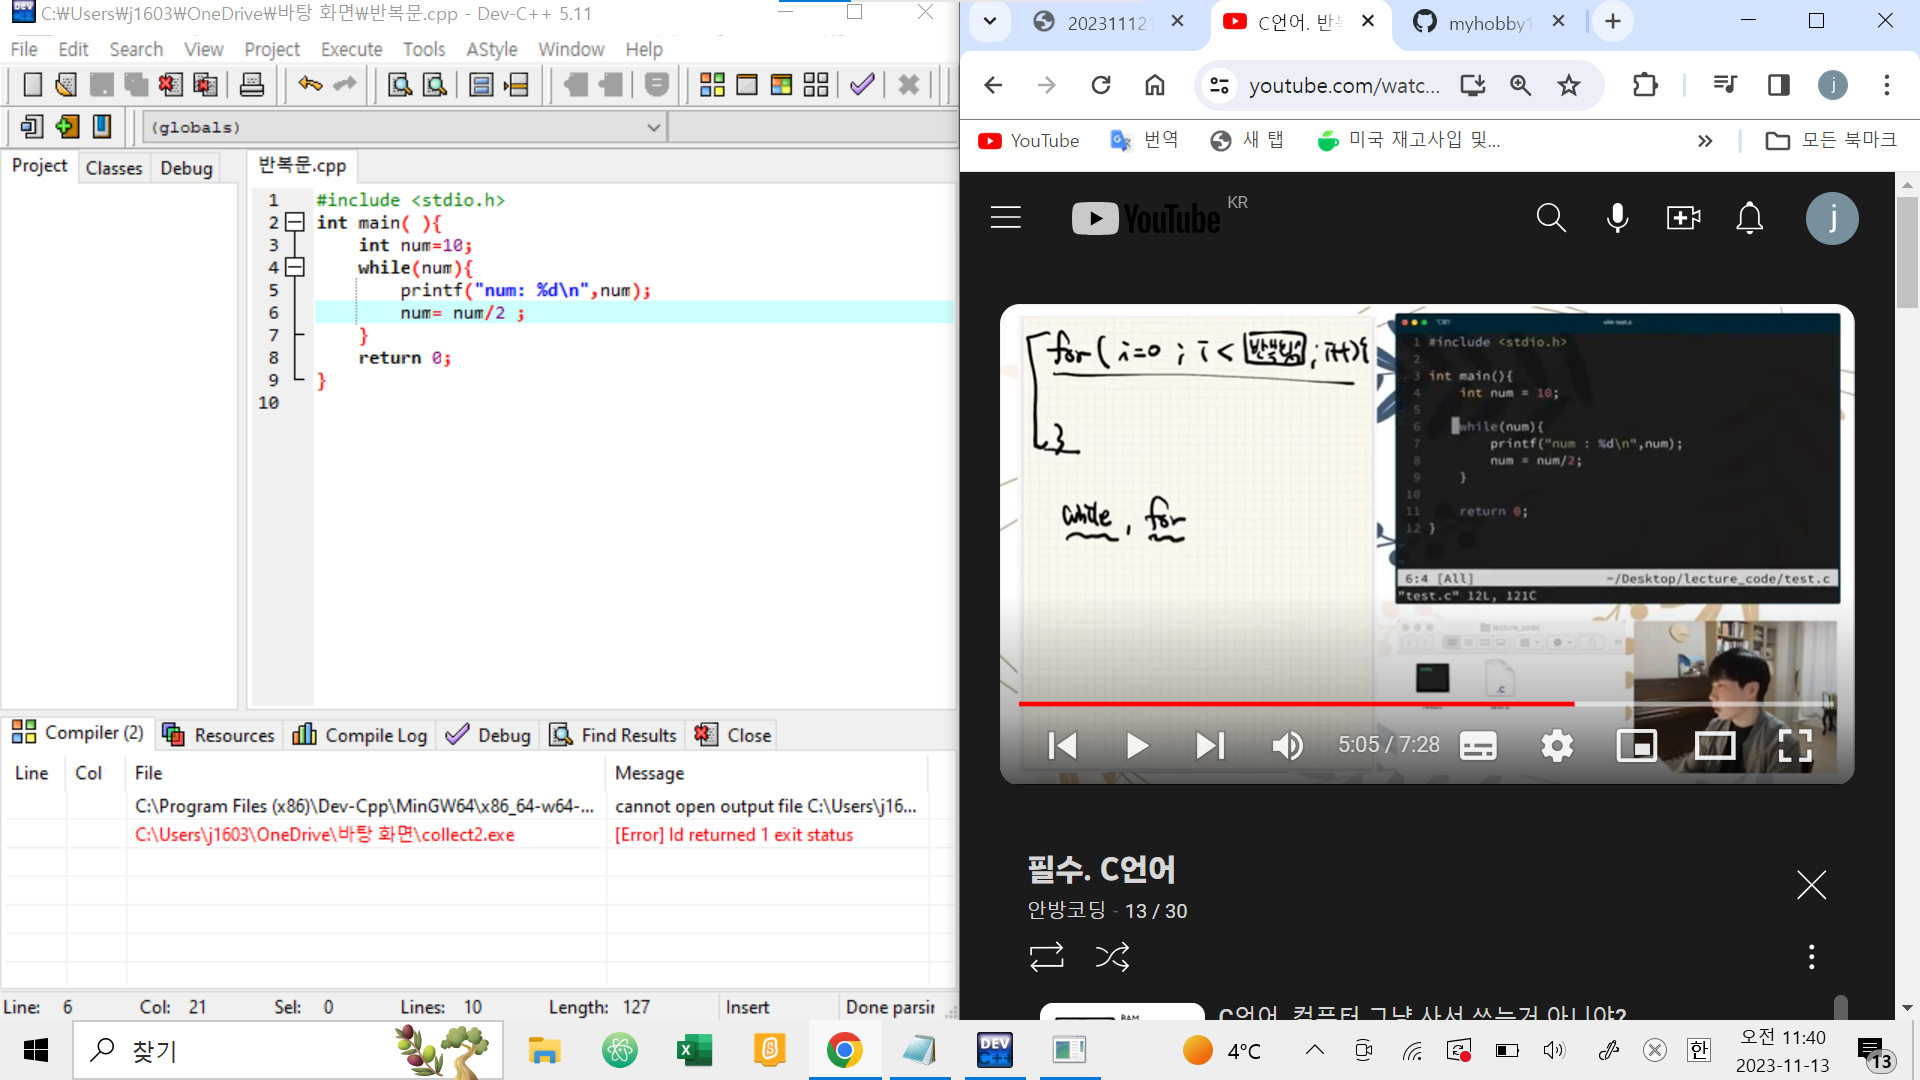 C:₩Users₩j1603₩OneDrive₩바탕 화면₩반복문.cpp - Dev-C++ 5.11
File Edit Search View Project Execute Tools AStyle Window Help
(globals)
Project Classes Debug
반복문.cpp
1 #include <stdio.h>
2 int main( ){
3 int num=10;
4 while(num){
5 printf("num: %d\n",num);
6 num= num/2 ;
7 }
8 return 0;
9 }
10
Compiler (2) Resources Compile Log Debug Find Results Close
Line Col File Message
C:\Program Files (x86)\Dev-Cpp\MinGW64\x86_64-w64-... cannot open output file C:\Users\j16...
C:\Users\j1603\OneDrive\바탕 화면\collect2.exe [Error] ld returned 1 exit status
Line: 6 Col: 21 Sel: 0 Lines: 10 Length: 127 Insert Done parsin
202311121 C언어. 반복 myhobby1
youtube.com/watc...
j
YouTube 번역 새 탭 미국 재고사입 및... » 모든 북마크
YouTube KR
j
for( i=0 ; i < 반복횟수 ; i++){
}
while, for
vim test.c
1 #include <stdio.h>
2
3 int main(){
4 int num = 10;
5
6 while(num){
7 printf("num : %d\n",num);
8 num = num/2;
9 }
10
11 return 0;
12 }
6:4 [All] ~/Desktop/lecture_code/test.c
"test.c" 12L, 121C
lecture_code
.C
5:05 / 7:28
필수. C언어
안방코딩 - 13 / 30
BAM
C언어. 컴퓨터 그냥 사서 쓰는거 아니야?
찾기
DEV C++
4°C
한
오전 11:40
2023-11-13
13